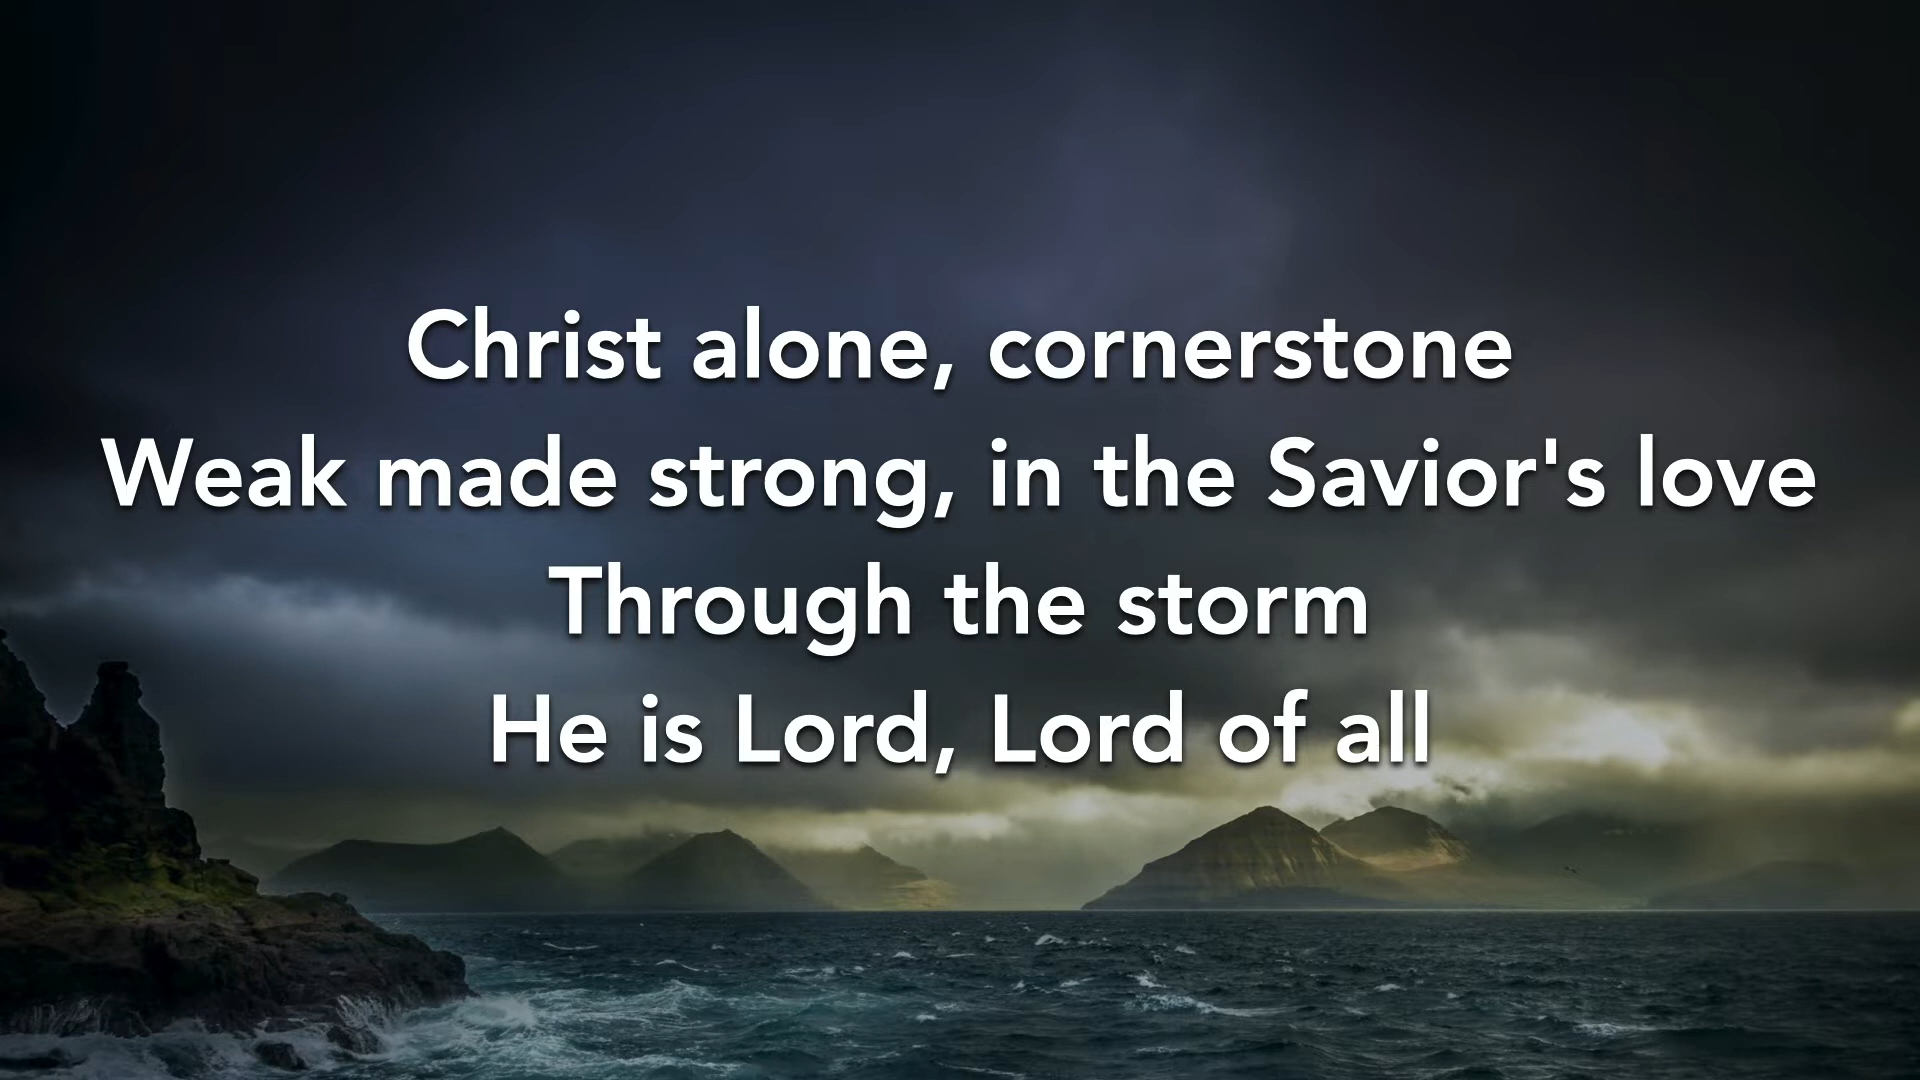 Christ alone, cornerstone
Weak made strong, in the Savior's love
Through the storm
He is Lord, Lord of all